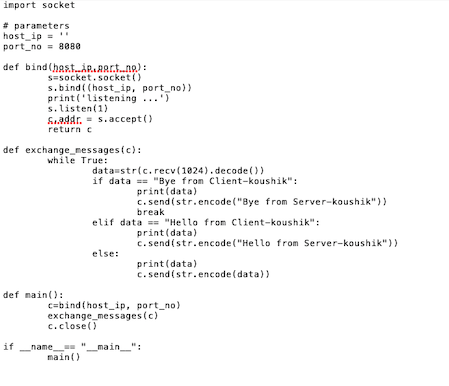 import socket
# parameters
host_ip = ''
port_no = 8080
def bind(host_ip,port_no):
s=socket.socket()
s.bind((host_ip, port_no))
print('listening ...')
s.listen(1)
c,addr = s.accept()
return c
def exchange_messages(c):
while True:
data=str(c.recv(1024).decode())
if data == "Bye from Client-koushik":
print(data)
c.send(str.encode("Bye from Server-koushik"))
break
elif data == "Hello from Client-koushik":
print(data)
c.send(str.encode("Hello from Server-koushik"))
else:
print(data)
c.send(str.encode(data))
def main():
c=bind(host_ip, port_no)
exchange_messages(c)
c.close()
if __name__== "__main__":
main()